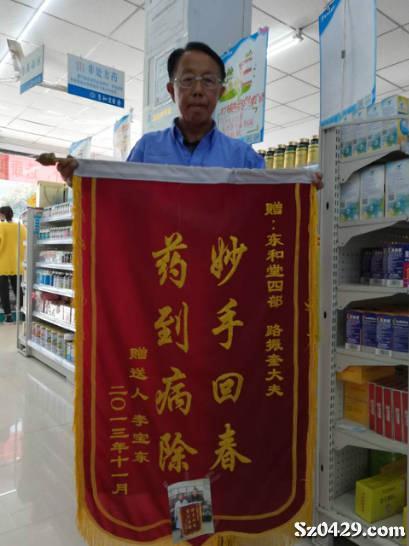 赠：东和堂四部 路振奎大夫
妙手回春
药到病除
赠送人 李宝东
二〇一三年十一月
Sz0429.com